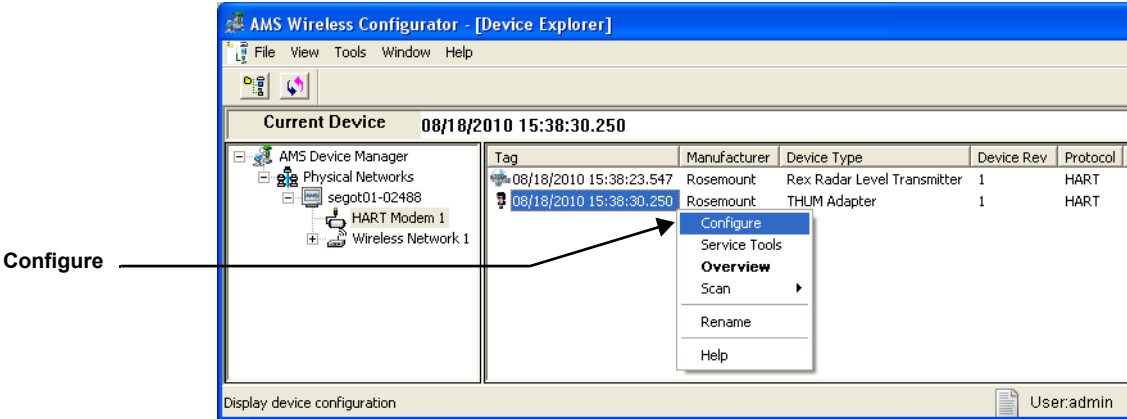 AMS Wireless Configurator - [Device Explorer]
File View Tools Window Help
Current Device 08/18/2010 15:38:30.250
AMS Device Manager
Physical Networks
segot01-02488
HART Modem 1
Wireless Network 1
Tag Manufacturer Device Type Device Rev Protocol
08/18/2010 15:38:23.547 Rosemount Rex Radar Level Transmitter 1 HART
08/18/2010 15:38:30.250 Rosemount THUM Adapter 1 HART
Configure
Service Tools
Overview
Scan
Rename
Help
Configure
Display device configuration
User:admin